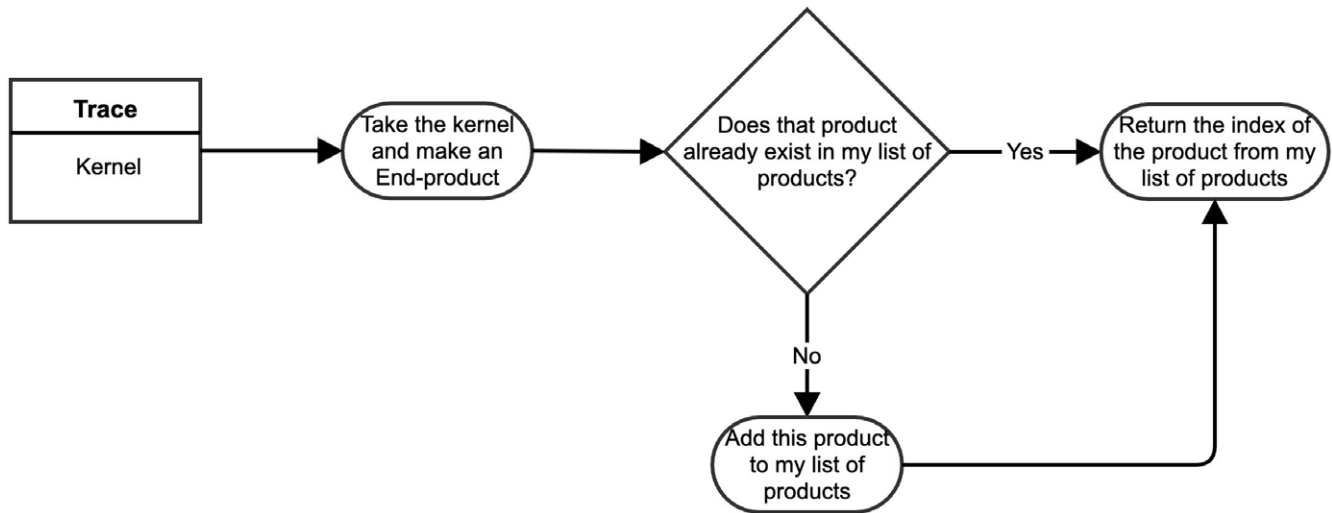 Trace
Kernel
Take the kernel
and make an
End-product
Does that product
already exist in my list of
products?
Yes
Return the index of
the product from my
list of products
No
Add this product
to my list of
products